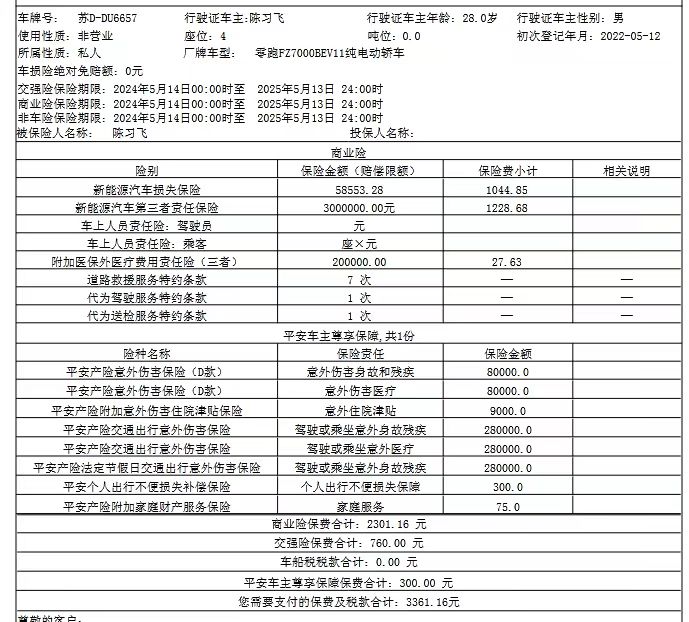 车牌号: 苏D-DU6657 行驶证车主:陈习飞 行驶证车主年龄: 28.0岁 行驶证车主性别: 男
使用性质: 非营业 座位: 4 吨位: 0.0 初次登记年月: 2022-05-12
所属性质: 私人 厂牌车型: 零跑FZ7000BEV11纯电动轿车
车损险绝对免赔额: 0元
交强险保险期限: 2024年5月14日00:00时至 2025年5月13日 24:00时
商业险保险期限: 2024年5月14日00:00时至 2025年5月13日 24:00时
非车险保险期限: 2024年5月14日00:00时至 2025年5月13日 24:00时
被保险人名称: 陈习飞 投保人名称:
商业险
险别 保险金额(赔偿限额) 保险费小计 相关说明
新能源汽车损失保险 58553.28 1044.85
新能源汽车第三者责任保险 3000000.00元 1228.68
车上人员责任险: 驾驶员 元
车上人员责任险: 乘客 座×元
附加医保外医疗费用责任险(三者) 200000.00 27.63
道路救援服务特约条款 7 次 — —
代为驾驶服务特约条款 1 次 — —
代为送检服务特约条款 1 次 — —
平安车主尊享保障,共1份
险种名称 保险责任 保险金额
平安产险意外伤害保险(D款) 意外伤害身故和残疾 80000.0
平安产险意外伤害保险(D款) 意外伤害医疗 80000.0
平安产险附加意外伤害住院津贴保险 意外住院津贴 9000.0
平安产险交通出行意外伤害保险 驾驶或乘坐意外身故残疾 280000.0
平安产险交通出行意外伤害保险 驾驶或乘坐意外医疗 280000.0
平安产险法定节假日交通出行意外伤害保险 驾驶或乘坐意外身故残疾 280000.0
平安个人出行不便损失补偿保险 个人出行不便损失保障 300.0
平安产险附加家庭财产服务保险 家庭服务 75.0
商业险保费合计: 2301.16 元
交强险保费合计: 760.00 元
车船税税款合计: 0.00 元
平安车主尊享保障保费合计: 300.00 元
您需要支付的保费及税款合计: 3361.16元
尊敬的客户: